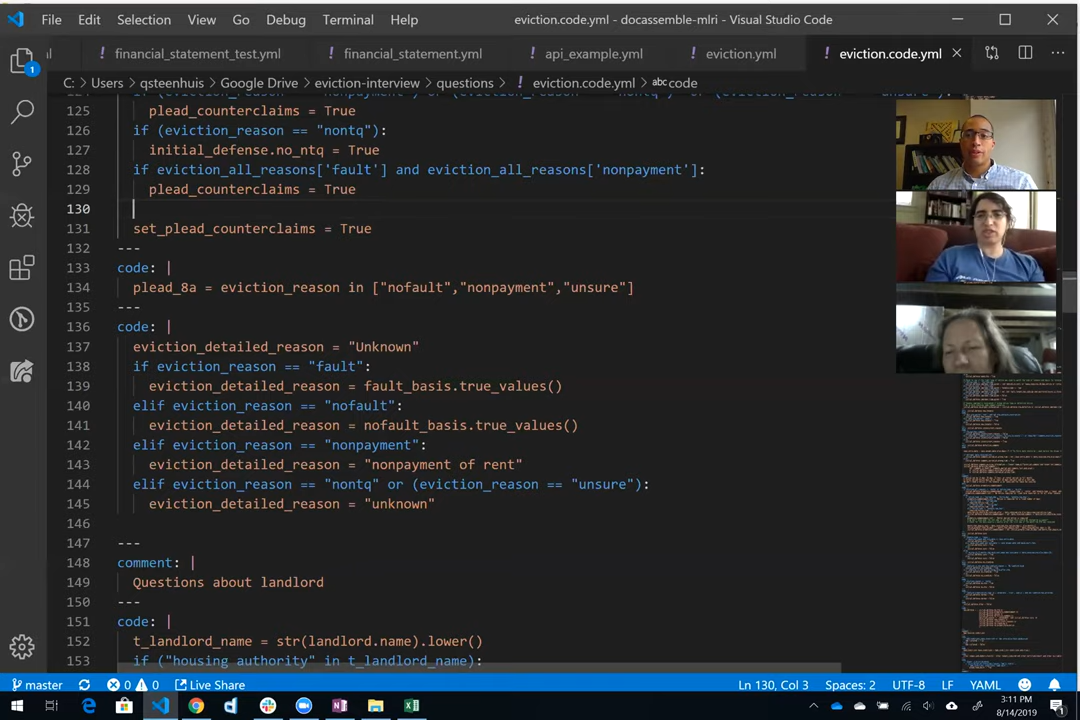 File Edit Selection View Go Debug Terminal Help eviction.code.yml - docassemble-mlri - Visual Studio Code
! financial_statement_test.yml ! financial_statement.yml ! api_example.yml ! eviction.yml ! eviction.code.yml
C: > Users > qsteenhuis > Google Drive > eviction-interview > questions > ! eviction.code.yml > abc code
125 plead_counterclaims = True
126 if (eviction_reason == "nontq"):
127 initial_defense.no_ntq = True
128 if eviction_all_reasons['fault'] and eviction_all_reasons['nonpayment']:
129 plead_counterclaims = True
130
131 set_plead_counterclaims = True
132 ---
133 code: |
134 plead_8a = eviction_reason in ["nofault","nonpayment","unsure"]
135 ---
136 code: |
137 eviction_detailed_reason = "Unknown"
138 if eviction_reason == "fault":
139 eviction_detailed_reason = fault_basis.true_values()
140 elif eviction_reason == "nofault":
141 eviction_detailed_reason = nofault_basis.true_values()
142 elif eviction_reason == "nonpayment":
143 eviction_detailed_reason = "nonpayment of rent"
144 elif eviction_reason == "nontq" or (eviction_reason == "unsure"):
145 eviction_detailed_reason = "unknown"
146
147 ---
148 comment: |
149 Questions about landlord
150 ---
151 code: |
152 t_landlord_name = str(landlord.name).lower()
153 if ("housing authority" in t_landlord_name):
master 0 0 Live Share Ln 130, Col 3 Spaces: 2 UTF-8 LF YAML
3:11 PM
8/14/2019